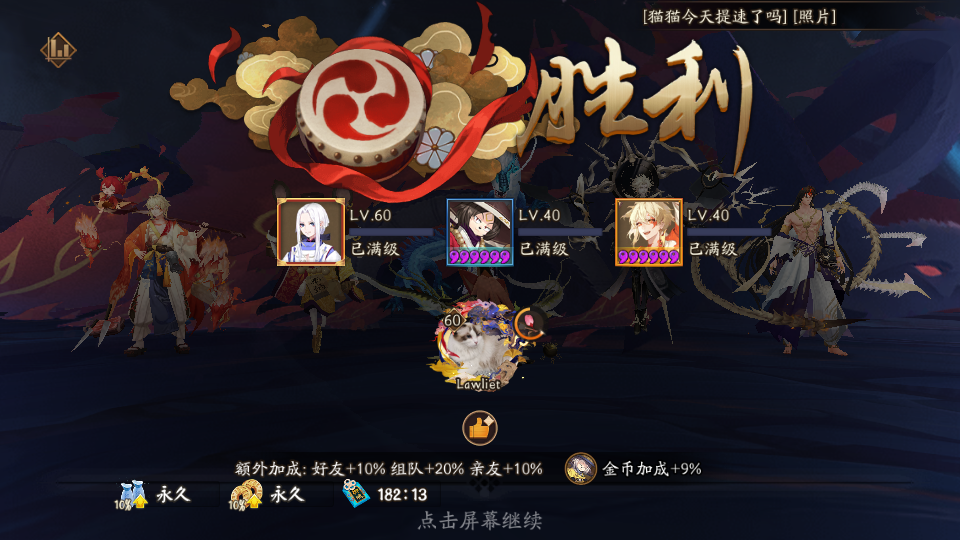 [猫猫今天提速了吗] [照片]
胜利
LV.60
已满级
LV.40
已满级
LV.40
已满级
60
Lawliet
额外加成: 好友+10% 组队+20% 亲友+10%
金币加成+9%
10% 永久
10% 永久
182:13
点击屏幕继续